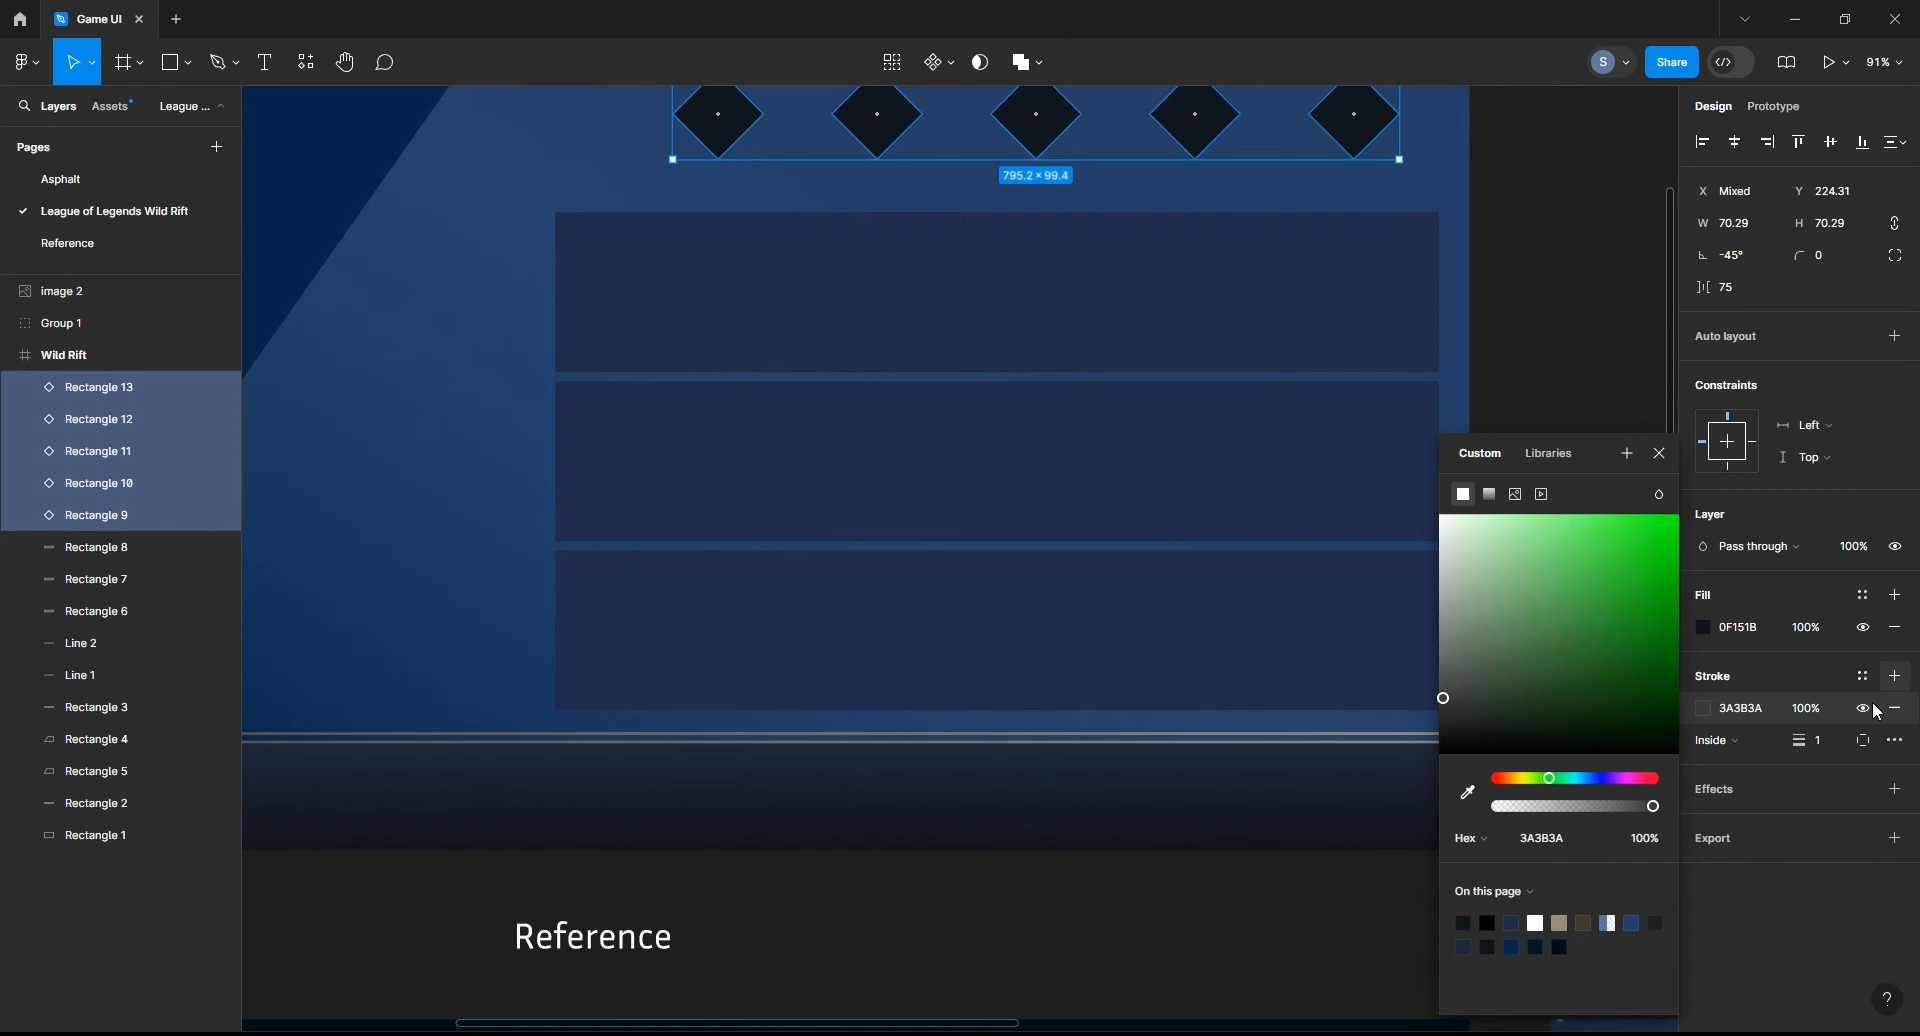 Game UI
S
Share
91%
Layers Assets League ...
Design Prototype
Pages
Asphalt
League of Legends Wild Rift
Reference
image 2
Group 1
Wild Rift
Rectangle 13
Rectangle 12
Rectangle 11
Rectangle 10
Rectangle 9
Rectangle 8
Rectangle 7
Rectangle 6
Line 2
Line 1
Rectangle 3
Rectangle 4
Rectangle 5
Rectangle 2
Rectangle 1
795.2 × 99.4
Reference
Custom Libraries
Hex 3A3B3A 100%
On this page
X Mixed Y 224.31
W 70.29 H 70.29
-45° 0
75
Auto layout
Constraints
Left
Top
Layer
Pass through 100%
Fill
0F151B 100%
Stroke
3A3B3A 100%
Inside 1
Effects
Export
?